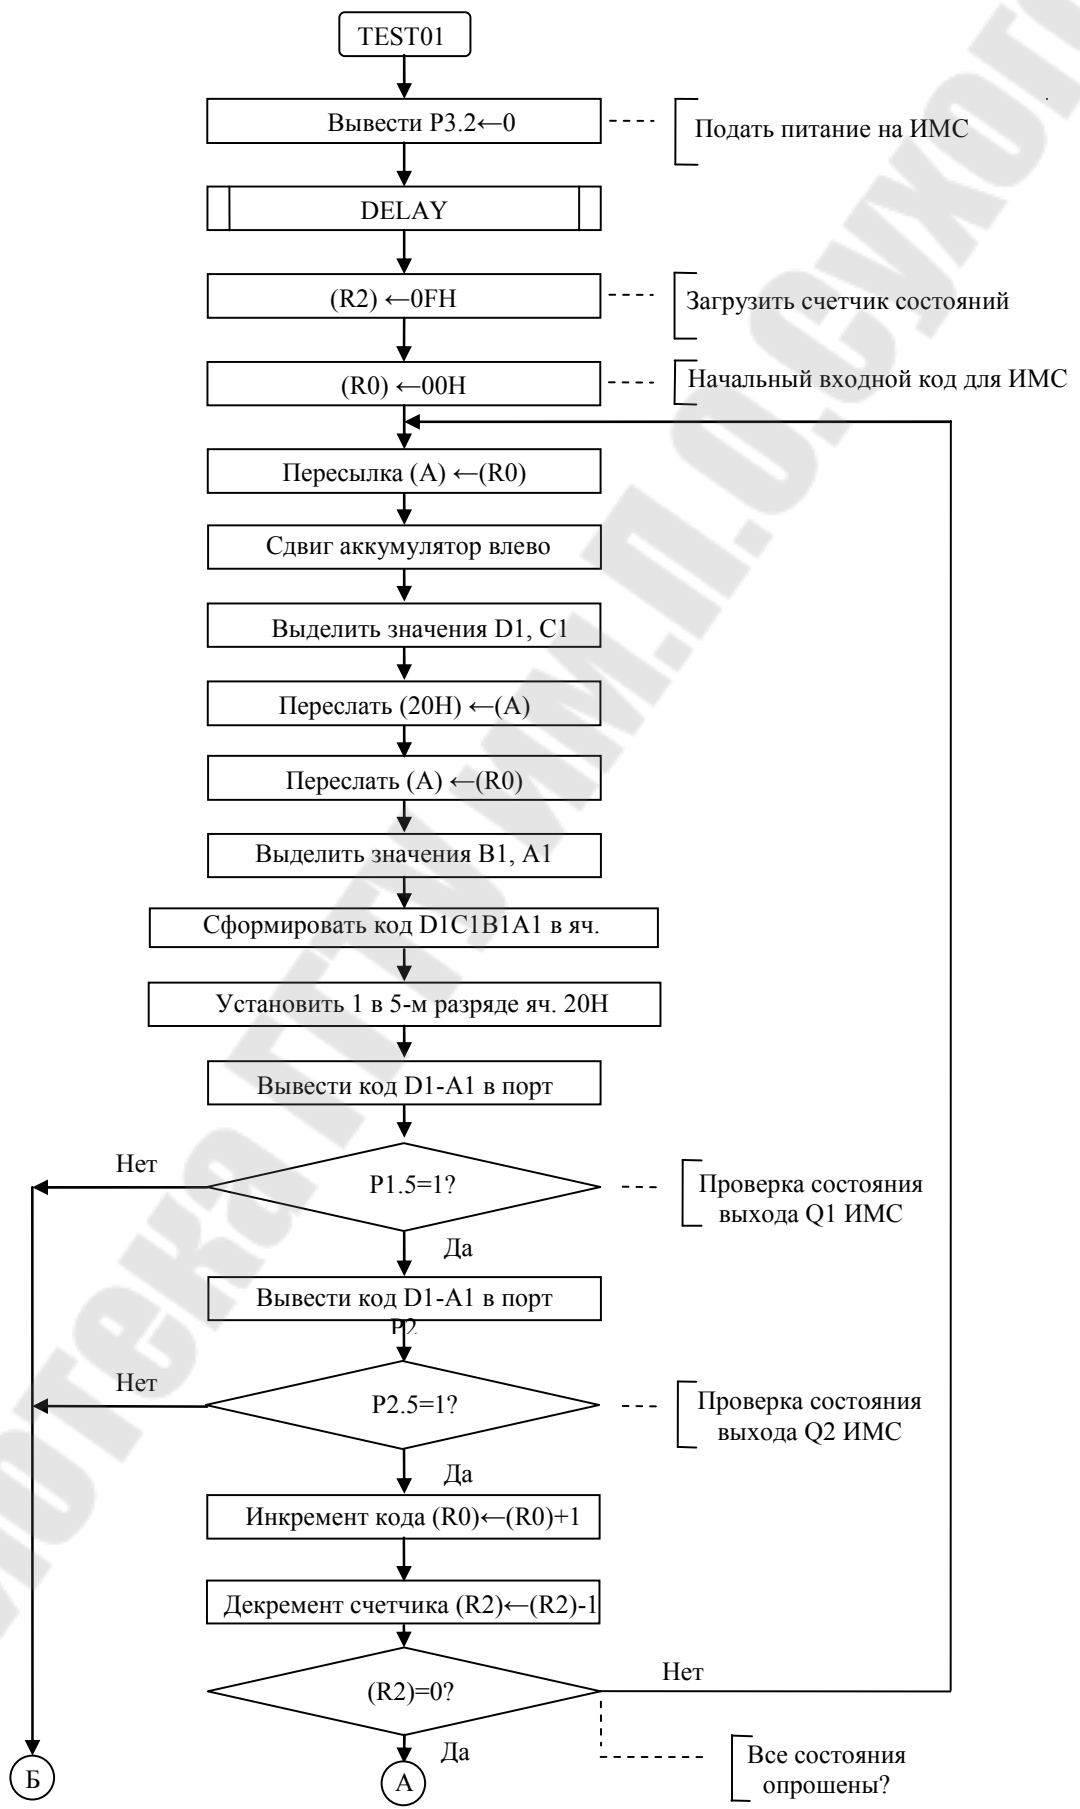 TEST01
Вывести P3.2←0
Подать питание на ИМС
DELAY
(R2) ←0FH
Загрузить счетчик состояний
(R0) ←00H
Начальный входной код для ИМС
Пересылка (A) ←(R0)
Сдвиг аккумулятор влево
Выделить значения D1, C1
Переслать (20H) ←(A)
Переслать (A) ←(R0)
Выделить значения B1, A1
Сформировать код D1C1B1A1 в яч.
Установить 1 в 5-м разряде яч. 20H
Вывести код D1-A1 в порт
Нет
P1.5=1?
Проверка состояния
выхода Q1 ИМС
Да
Вывести код D1-A1 в порт
P2
Нет
P2.5=1?
Проверка состояния
выхода Q2 ИМС
Да
Инкремент кода (R0)←(R0)+1
Декремент счетчика (R2)←(R2)-1
(R2)=0?
Нет
Да
Все состояния
опрошены?
Б
А
отека ГГТУ им.П.О.Сухого